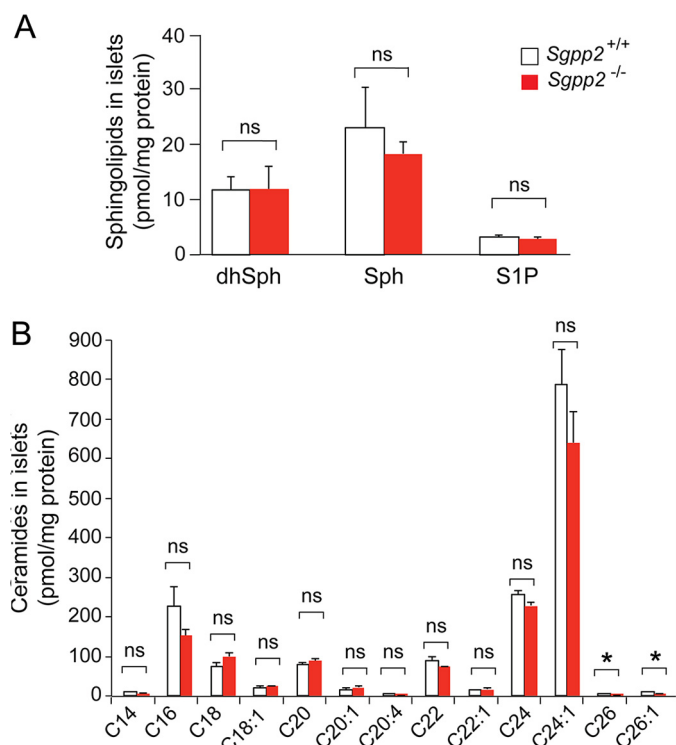 A
Sphingolipids in islets
(pmol/mg protein)
40
30
20
10
0
ns
ns
ns
Sgpp2 +/+
Sgpp2 -/-
dhSph
Sph
S1P
B
Ceramides in islets
(pmol/mg protein)
900
800
700
600
500
400
300
200
100
0
ns
ns
ns
ns
ns
ns
ns
ns
ns
ns
ns
*
*
C14
C16
C18
C18:1
C20
C20:1
C20:4
C22
C22:1
C24
C24:1
C26
C26:1